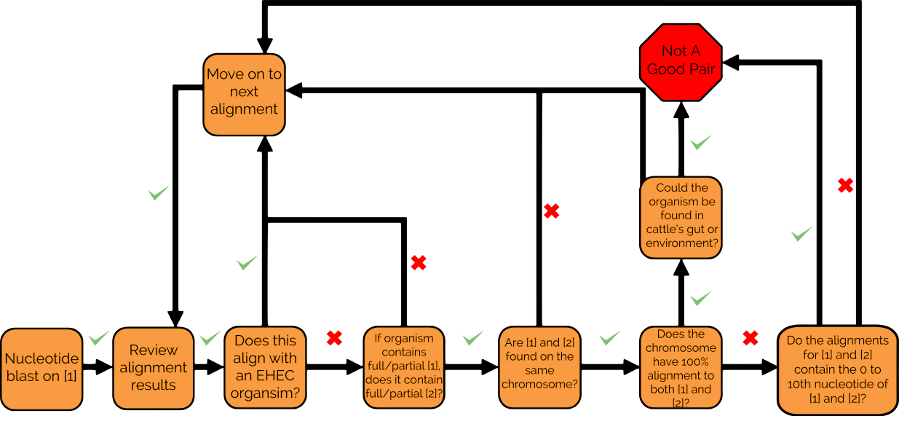 Move on to
next
alignment
Not A
Good Pair
Could the
organism be
found in
cattle's gut or
environment?
Nucleotide
blast on [1]
Review
alignment
results
Does this
align with
an EHEC
organsim?
If organism
contains
full/partial [1],
does it contain
full/partial [2]?
Are [1] and [2]
found on the
same
chromosome?
Does the
chromosome
have 100%
alignment to
both [1] and
[2]?
Do the alignments
for [1] and [2]
contain the 0 to
10th nucleotide of
[1] and [2]?